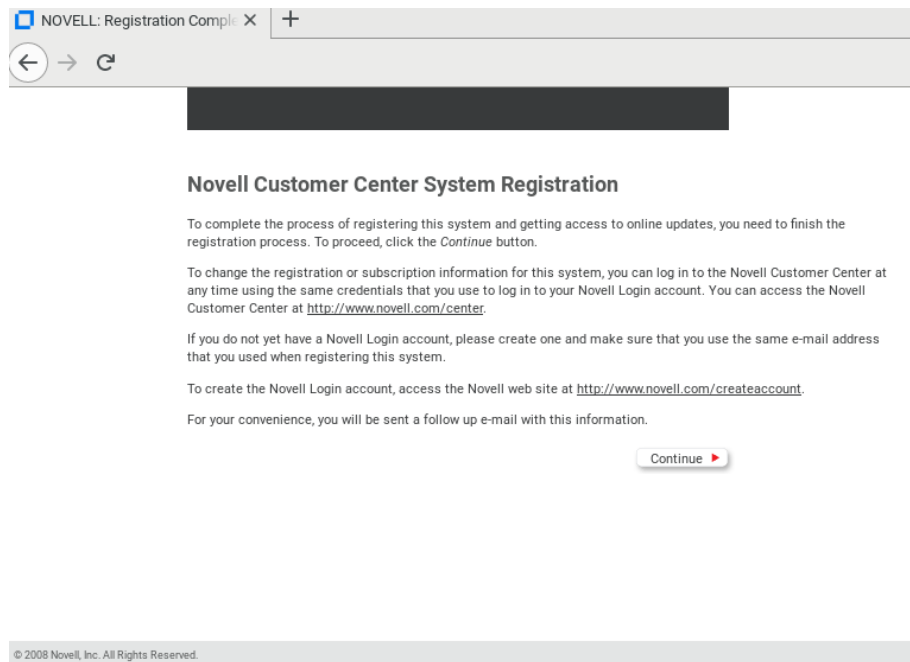 NOVELL: Registration Comple
Novell Customer Center System Registration
To complete the process of registering this system and getting access to online updates, you need to finish the
registration process. To proceed, click the Continue button.
To change the registration or subscription information for this system, you can log in to the Novell Customer Center at
any time using the same credentials that you use to log in to your Novell Login account. You can access the Novell
Customer Center at http://www.novell.com/center.
If you do not yet have a Novell Login account, please create one and make sure that you use the same e-mail address
that you used when registering this system.
To create the Novell Login account, access the Novell web site at http://www.novell.com/createaccount.
For your convenience, you will be sent a follow up e-mail with this information.
Continue
© 2008 Novell, Inc. All Rights Reserved.